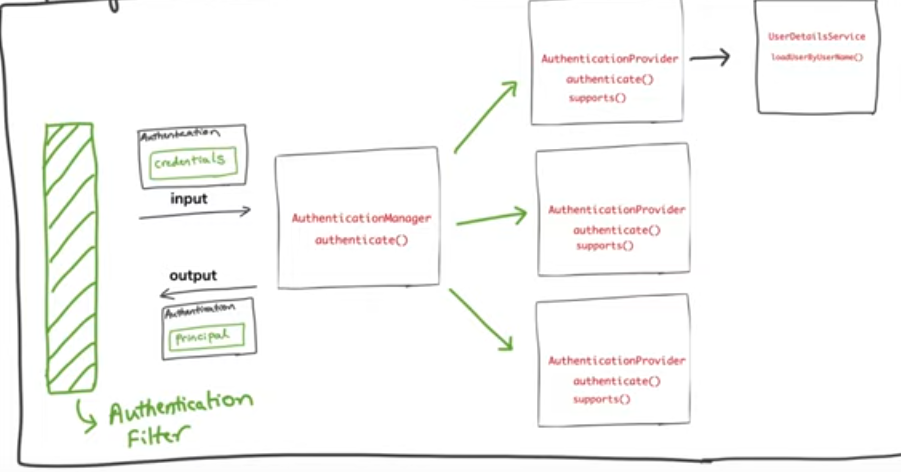 Authentication
credentials
input
output
Authentication
Principal
Authentication
Filter
AuthenticationManager
authenticate()
AuthenticationProvider
authenticate()
supports()
AuthenticationProvider
authenticate()
supports()
AuthenticationProvider
authenticate()
supports()
UserDetailsService
loadUserByUserName()